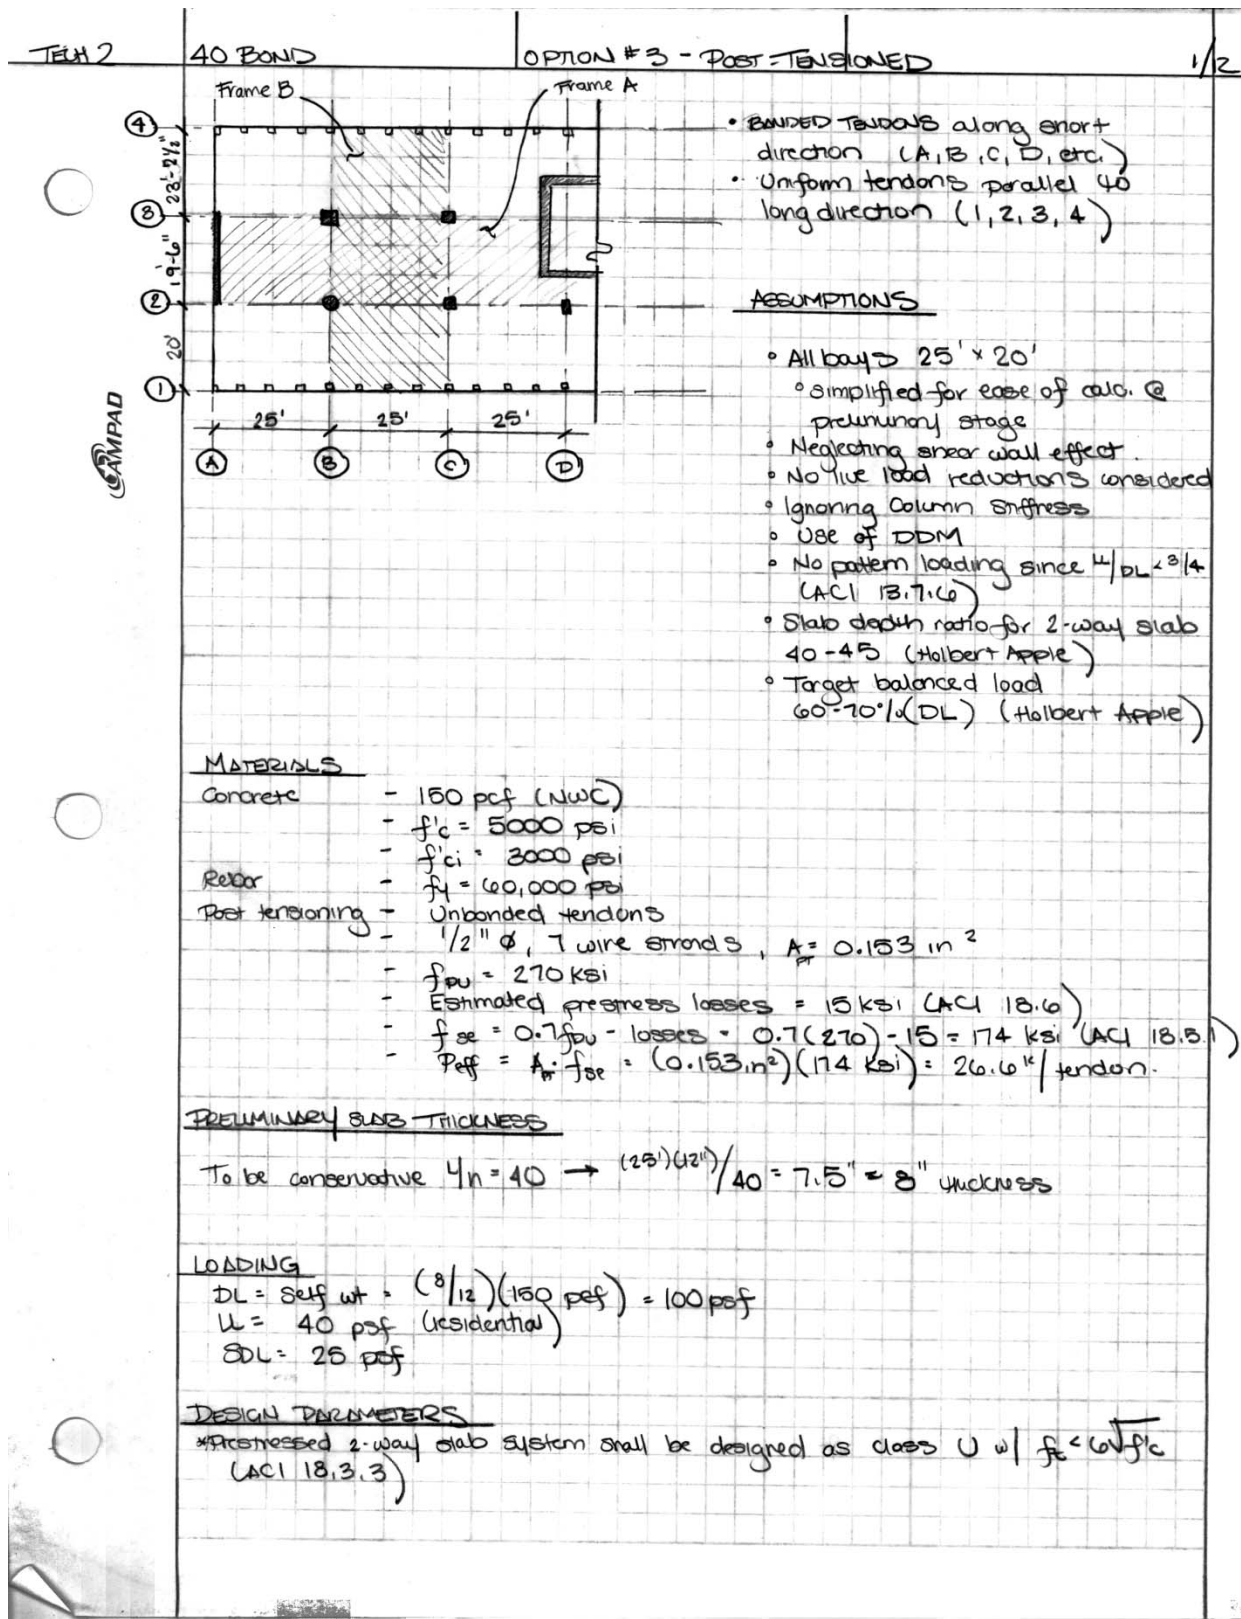 TECH 2
40 BOND
OPTION #3 - POST-TENSIONED
1/12
Frame B
Frame A
4
23'-2½"
3
19'-6"
2
20'
1
25'
25'
25'
A
B
C
D
CAMPAD
• BANDED TENDONS along short
direction (A, B, C, D, etc.)
• Uniform tendons parallel to
long direction (1, 2, 3, 4)
ASSUMPTIONS
• All bays 25' × 20'
• simplified for ease of calc. @
preliminary stage
• Neglecting shear wall effect.
• No live load reductions considered
• Ignoring Column Stiffness
• Use of DDM
• No pattern loading since LL/DL < 3/4
(ACI 13.7.6)
• Slab depth ratio for 2-way slab
40-45 (Holbert Apple)
• Target balanced load
60-70% (DL) (Holbert Apple)
MATERIALS
Concrete - 150 pcf (NWC)
- f'c = 5000 psi
- f'ci = 3000 psi
Rebar - fy = 60,000 psi
Post tensioning - Unbonded tendons
- 1/2" ø, 7 wire strands, Apt = 0.153 in²
- fpu = 270 ksi
- Estimated prestress losses = 15 ksi (ACI 18.6)
- fse = 0.7fpu - losses = 0.7(270) - 15 = 174 ksi (ACI 18.5.1)
- Peff = Apt · fse = (0.153 in²)(174 ksi) = 26.6 k/tendon.
PRELIMINARY SLAB THICKNESS
To be conservative L/h = 40 → (25')(12")/40 = 7.5" ≈ 8" thickness
LOADING
DL = Self wt = (8/12)(150 pcf) = 100 psf
LL = 40 psf (residential)
SDL = 25 psf
DESIGN PARAMETERS
*Prestressed 2-way slab system shall be designed as class U w/ ft < 6√f'c
(ACI 18.3.3)